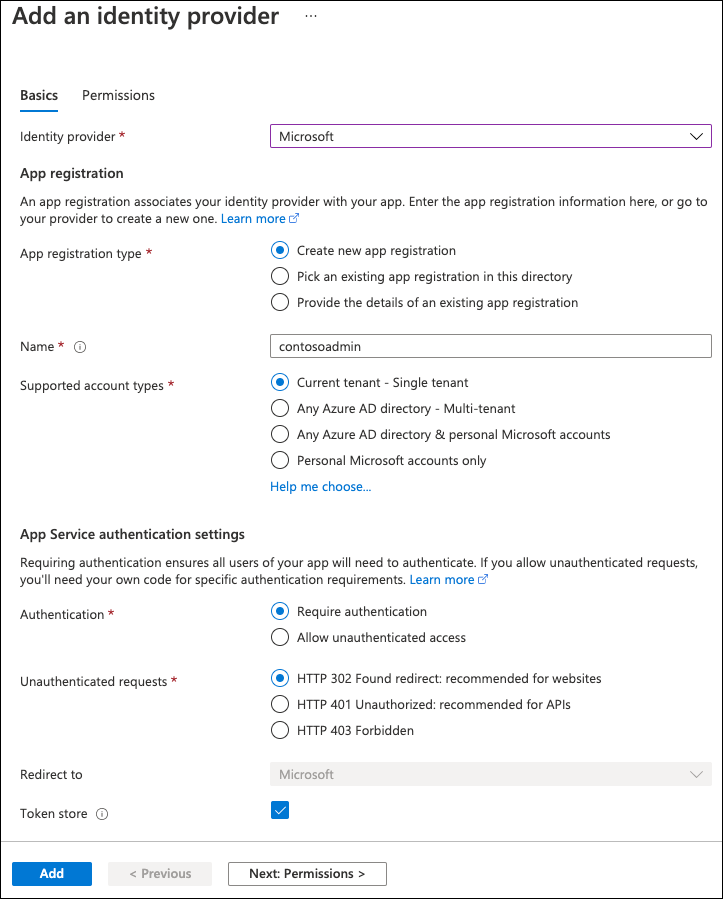 Add an identity provider ...
Basics Permissions
Identity provider * Microsoft
App registration
An app registration associates your identity provider with your app. Enter the app registration information here, or go to
your provider to create a new one. Learn more
App registration type * Create new app registration
Pick an existing app registration in this directory
Provide the details of an existing app registration
Name * contosoadmin
Supported account types * Current tenant - Single tenant
Any Azure AD directory - Multi-tenant
Any Azure AD directory & personal Microsoft accounts
Personal Microsoft accounts only
Help me choose...
App Service authentication settings
Requiring authentication ensures all users of your app will need to authenticate. If you allow unauthenticated requests,
you'll need your own code for specific authentication requirements. Learn more
Authentication * Require authentication
Allow unauthenticated access
Unauthenticated requests * HTTP 302 Found redirect: recommended for websites
HTTP 401 Unauthorized: recommended for APIs
HTTP 403 Forbidden
Redirect to Microsoft
Token store
Add < Previous Next: Permissions >